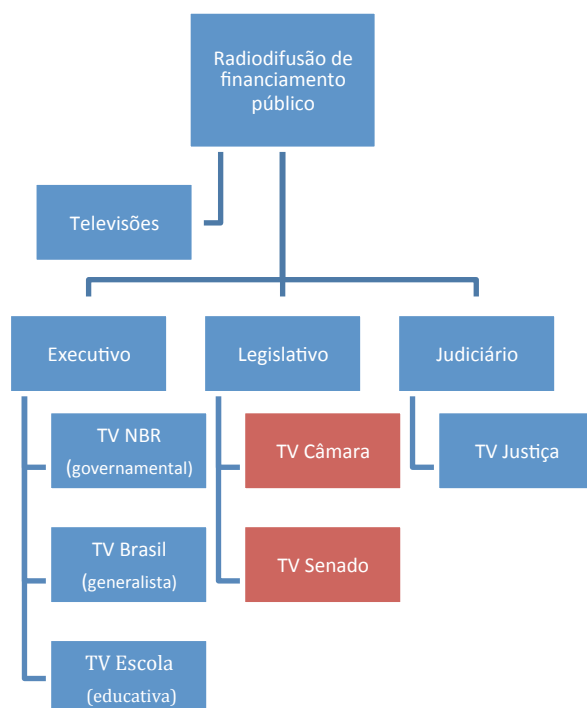 Radiodifusão de
financiamento
público
Televisões
Executivo
Legislativo
Judiciário
TV NBR
(governamental)
TV Câmara
TV Justiça
TV Brasil
(generalista)
TV Senado
TV Escola
(educativa)